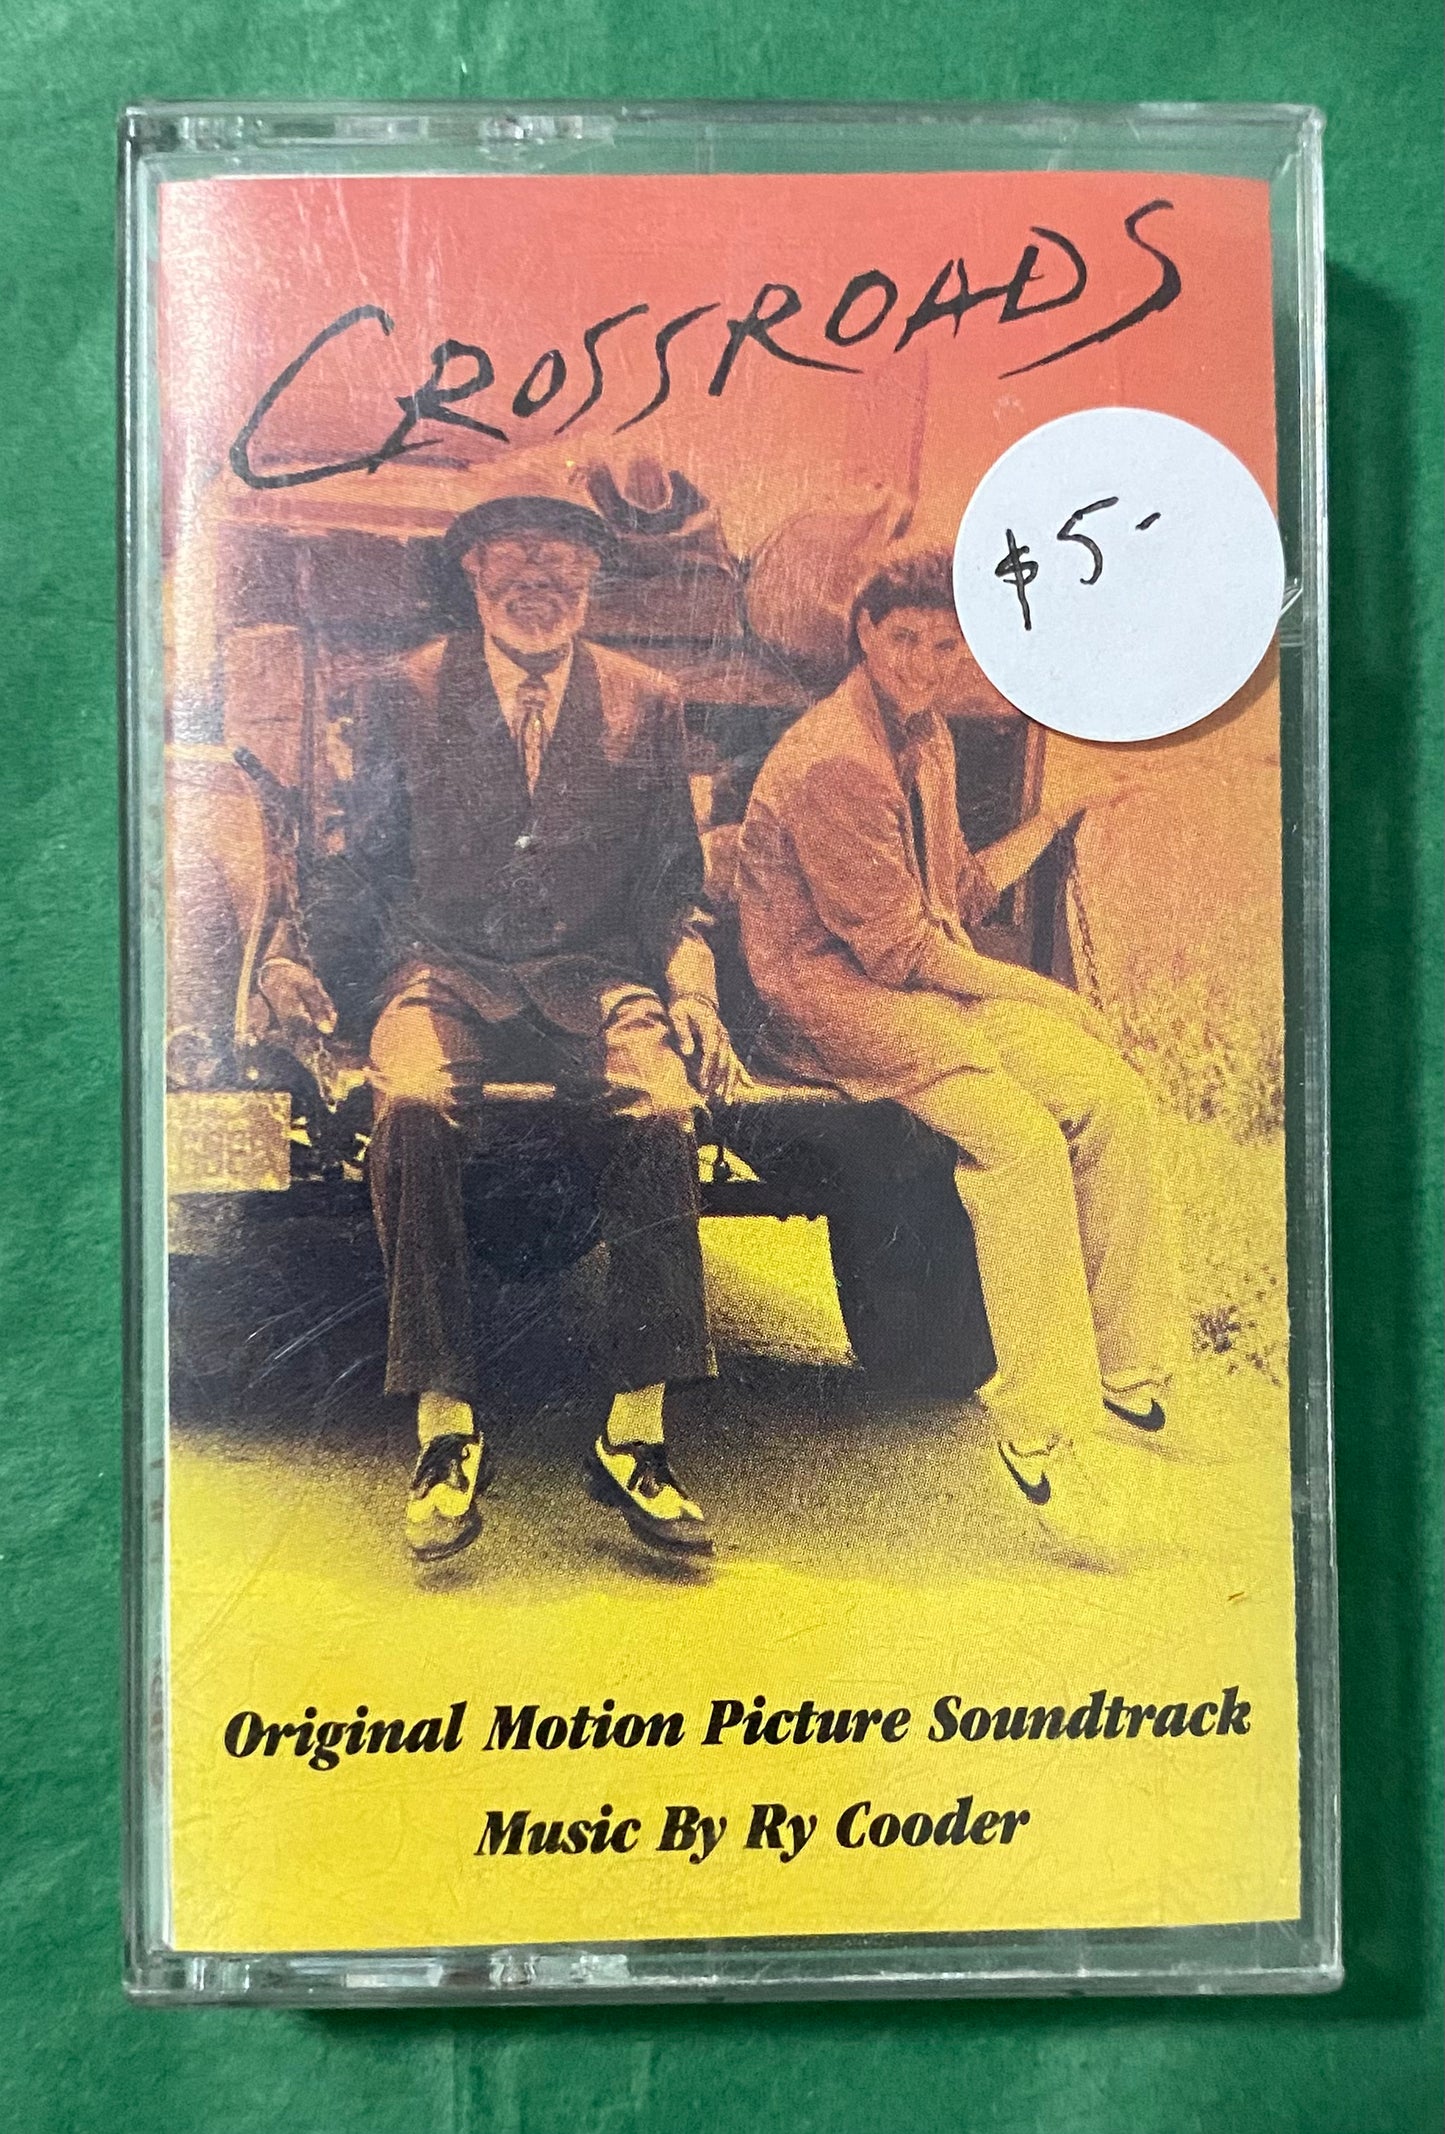 CROSSROADS
$5-
Original Motion Picture Soundtrack
Music By Ry Cooder